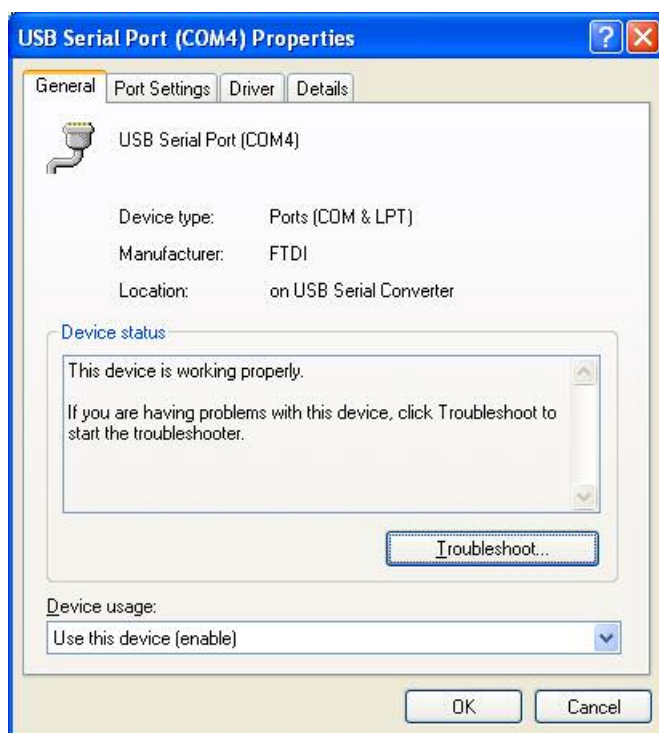 USB Serial Port (COM4) Properties
General Port Settings Driver Details
USB Serial Port (COM4)
Device type: Ports (COM & LPT)
Manufacturer: FTDI
Location: on USB Serial Converter
Device status
This device is working properly.
If you are having problems with this device, click Troubleshoot to
start the troubleshooter.
Troubleshoot...
Device usage:
Use this device (enable)
OK Cancel